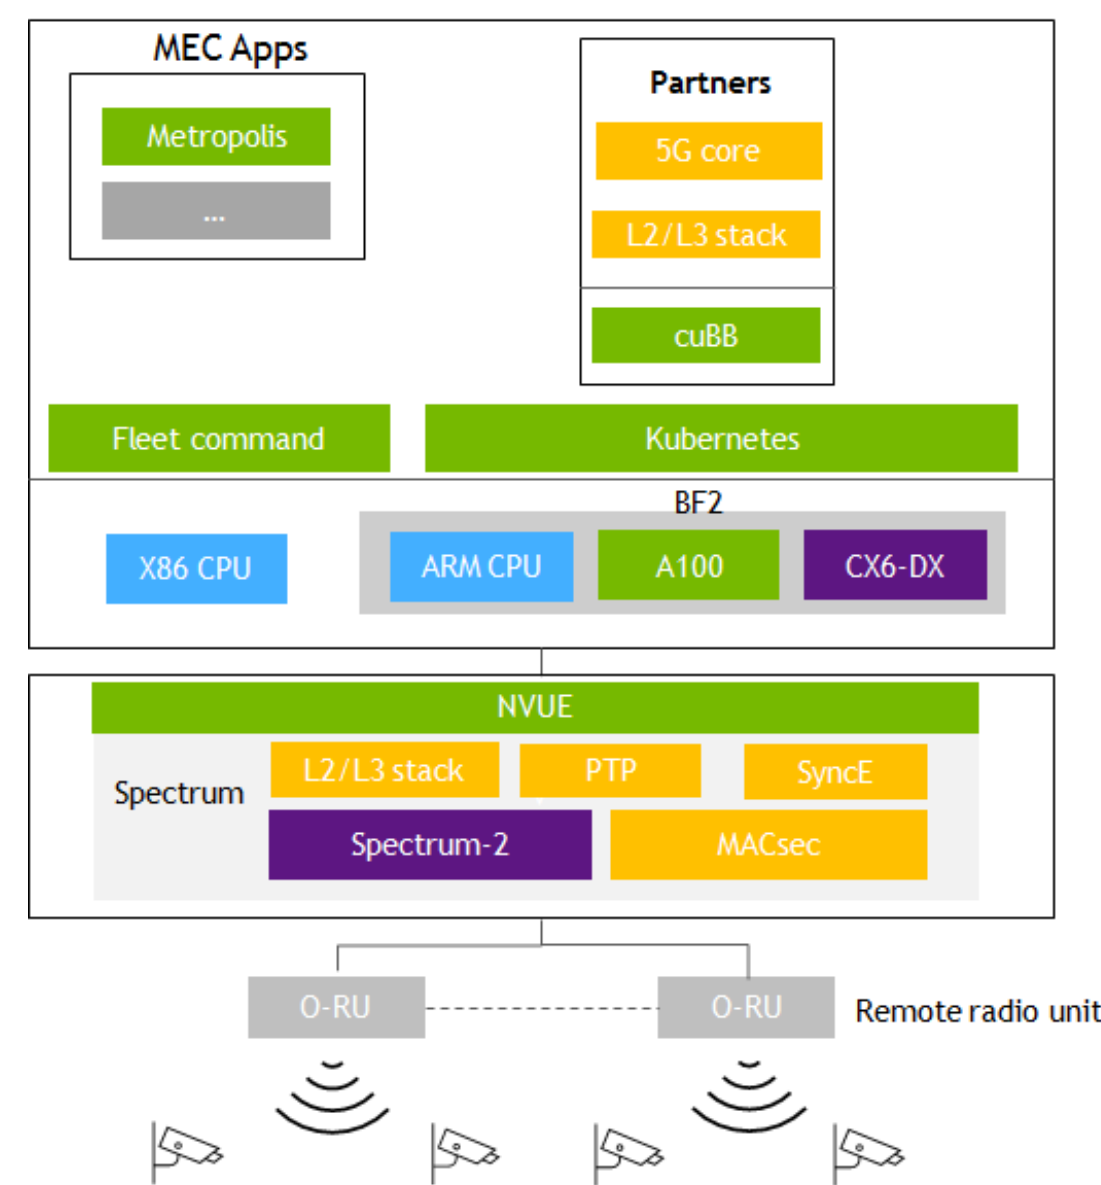 MEC Apps
Metropolis
...
Partners
5G core
L2/L3 stack
cuBB
Fleet command
Kubernetes
BF2
X86 CPU
ARM CPU
A100
CX6-DX
NVUE
Spectrum
L2/L3 stack
PTP
SyncE
Spectrum-2
MACsec
O-RU
O-RU
Remote radio unit